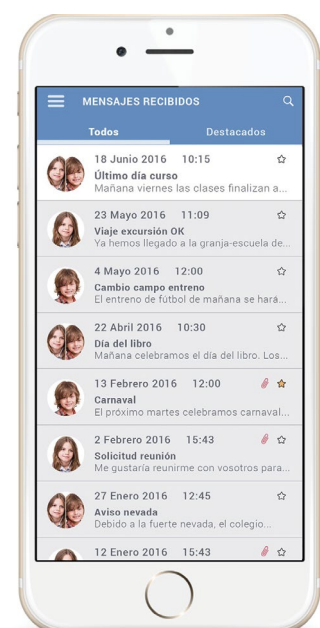 MENSAJES RECIBIDOS
Todos Destacados
18 Junio 2016 10:15
Último día curso
Mañana viernes las clases finalizan a...
23 Mayo 2016 11:09
Viaje excursión OK
Ya hemos llegado a la granja-escuela de...
4 Mayo 2016 12:00
Cambio campo entreno
El entreno de fútbol de mañana se hará...
22 Abril 2016 10:30
Día del libro
Mañana celebramos el día del libro. Los...
13 Febrero 2016 12:00
Carnaval
El próximo martes celebramos carnaval...
2 Febrero 2016 15:43
Solicitud reunión
Me gustaría reunirme con vosotros para...
27 Enero 2016 12:45
Aviso nevada
Debido a la fuerte nevada, el colegio...
12 Enero 2016 15:43